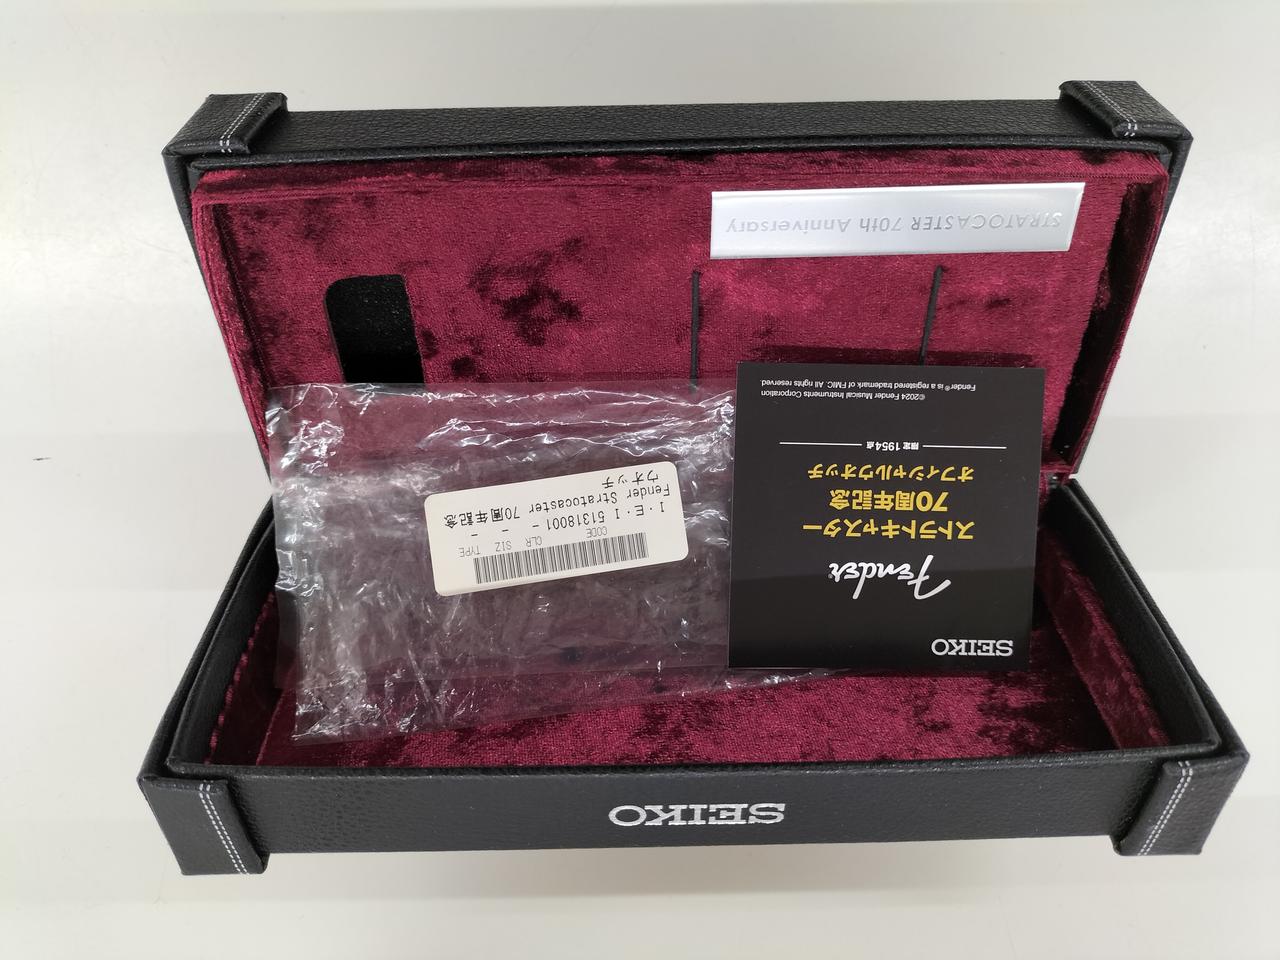 SEIKO
SEIKO
Fender®
ストラトキャスター
70周年記念
オフィシャルウオッチ
限定1954点
©2024 Fender Musical Instruments Corporation
Fender® is a registered trademark of FMIC. All rights reserved.
CODE CLR SIZ TYPE
I・E・I 51318001 - - -
Fender Stratocaster 70周年記念
ウオッチ
STRATOCASTER 70th Anniversary